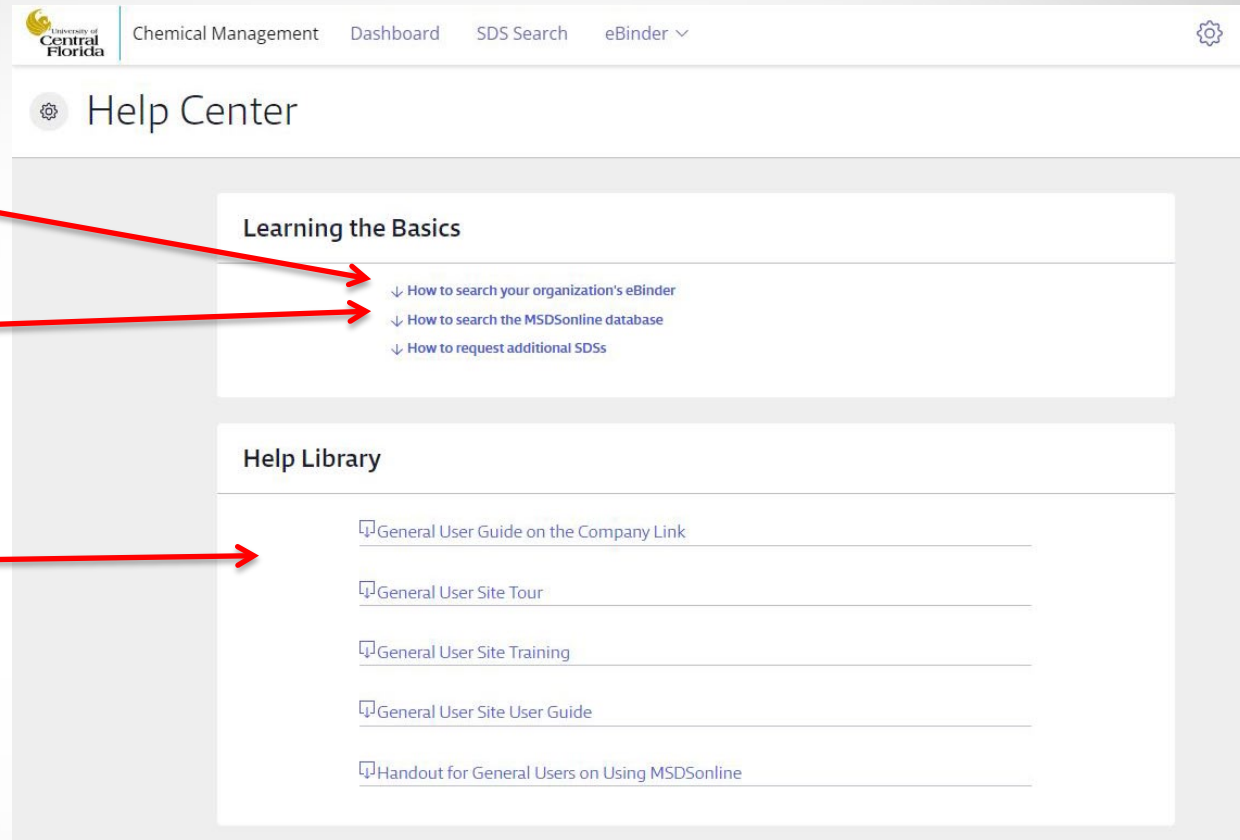 University of
Central
Florida
Chemical Management Dashboard SDS Search eBinder
Help Center
Learning the Basics
How to search your organization's eBinder
How to search the MSDSonline database
How to request additional SDSs
Help Library
General User Guide on the Company Link
General User Site Tour
General User Site Training
General User Site User Guide
Handout for General Users on Using MSDSonline